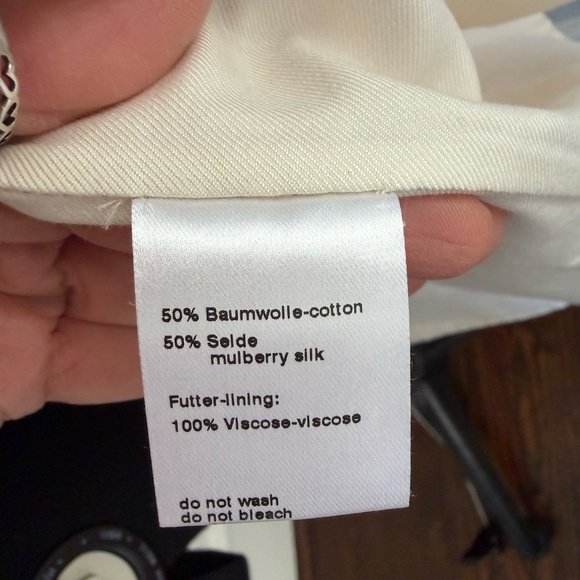 50% Baumwolle-cotton
50% Seide
mulberry silk
Futter-lining:
100% Viscose-viscose
do not wash
do not bleach